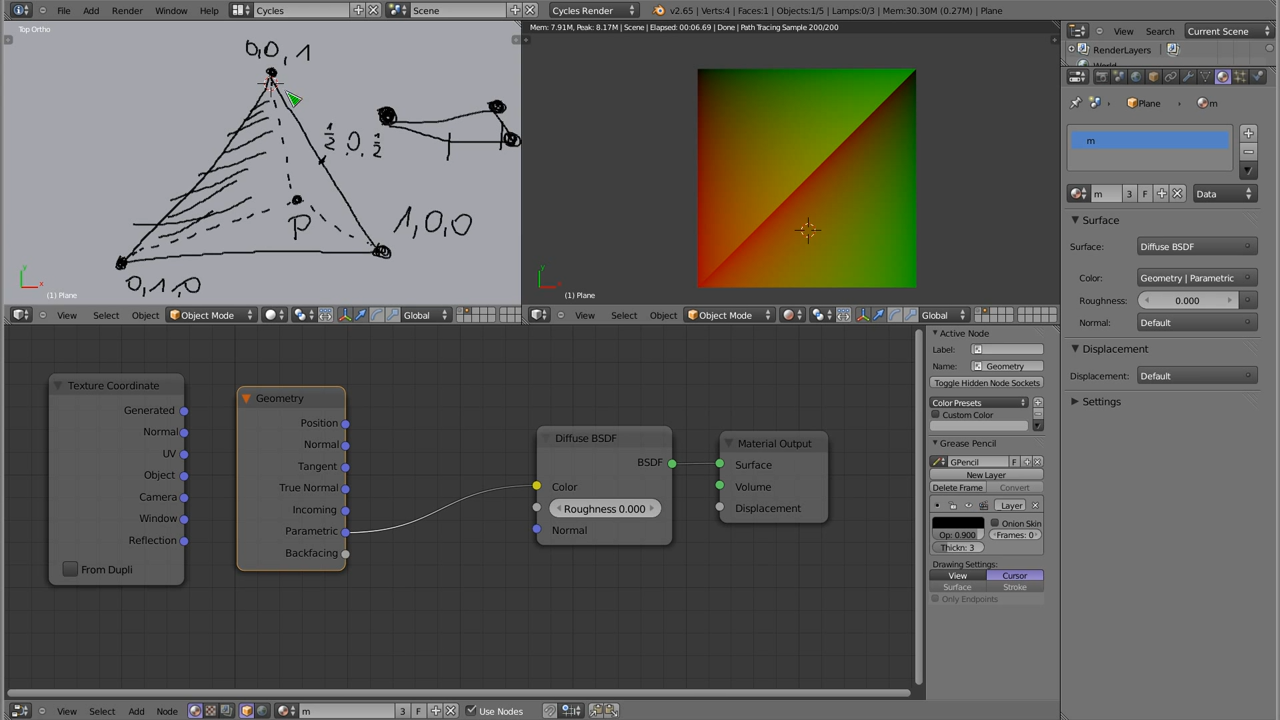 File Add Render Window Help Cycles Scene Cycles Render v2.65 | Verts:4 | Faces:1 | Objects:1/5 | Lamps:0/3 | Mem:30.30M (0.27M) | Plane
Top Ortho
Mem: 7.91M, Peak: 8.17M | Scene | Elapsed: 00:06.69 | Done | Path Tracing Sample 200/200
View Search Current Scene
RenderLayers
0,0,1
Plane m
1/2 0,1/2
m
P
1,0,0
m 3 F Data
Surface
Surface: Diffuse BSDF
0,1,0
Color: Geometry | Parametric
y x
y x
(1) Plane
(1) Plane
Roughness: 0.000
View Select Object Object Mode Global
View Select Object Object Mode Global
Normal: Default
Displacement
Displacement: Default
Settings
Texture Coordinate
Generated
Normal
UV
Object
Camera
Window
Reflection
From Dupli
Geometry
Position
Normal
Tangent
True Normal
Incoming
Parametric
Backfacing
Diffuse BSDF
BSDF
Color
Roughness 0.000
Normal
Material Output
Surface
Volume
Displacement
Active Node
Label:
Name: Geometry
Toggle Hidden Node Sockets
Color Presets
Custom Color
Grease Pencil
GPencil F
New Layer
Delete Frame Convert
Layer
Onion Skin
Op: 0.900 Frames: 0
Thickn: 3
Drawing Settings:
View Cursor
Surface Stroke
Only Endpoints
View Select Add Node m 3 F Use Nodes